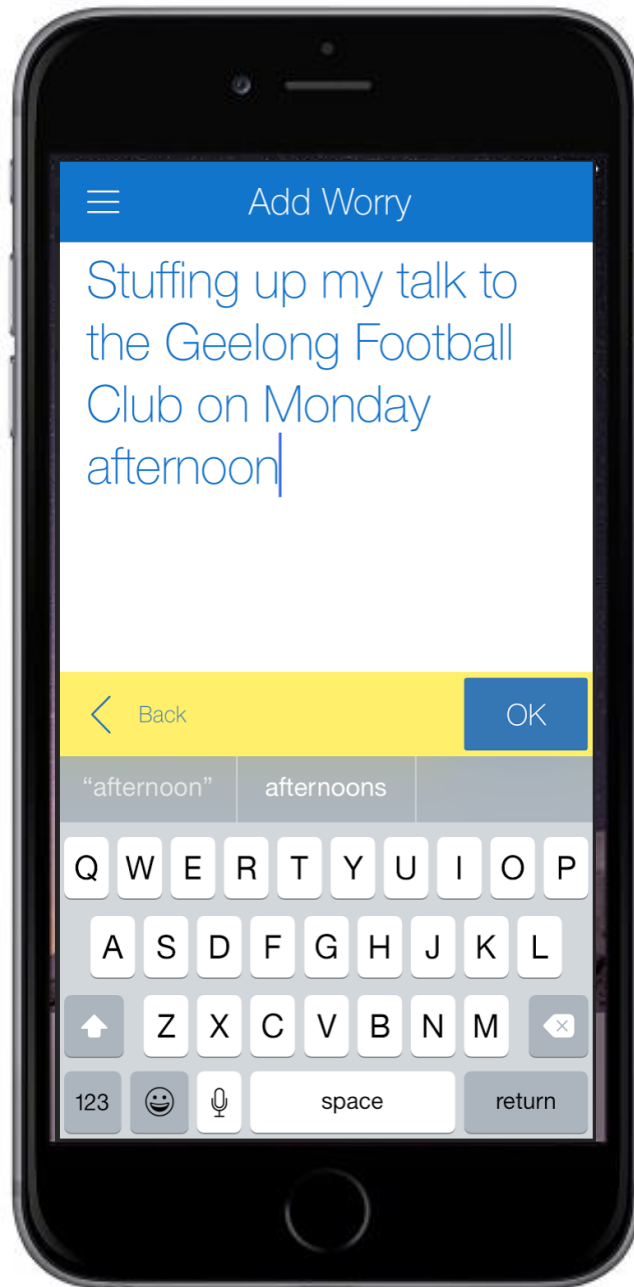 Add Worry
Stuffing up my talk to
the Geelong Football
Club on Monday
afternoon
Back OK
“afternoon” afternoons
Q W E R T Y U I O P
A S D F G H J K L
Z X C V B N M
123 space return